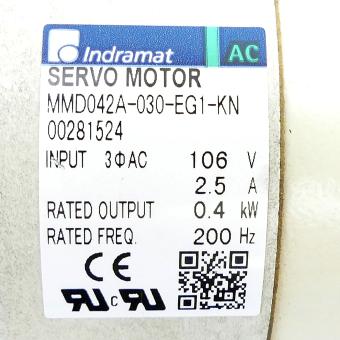 Indramat AC
SERVO MOTOR
MMD042A-030-EG1-KN
00281524
INPUT 3ΦAC 106 V
2.5 A
RATED OUTPUT 0.4 kW
RATED FREQ. 200 Hz
CE
c